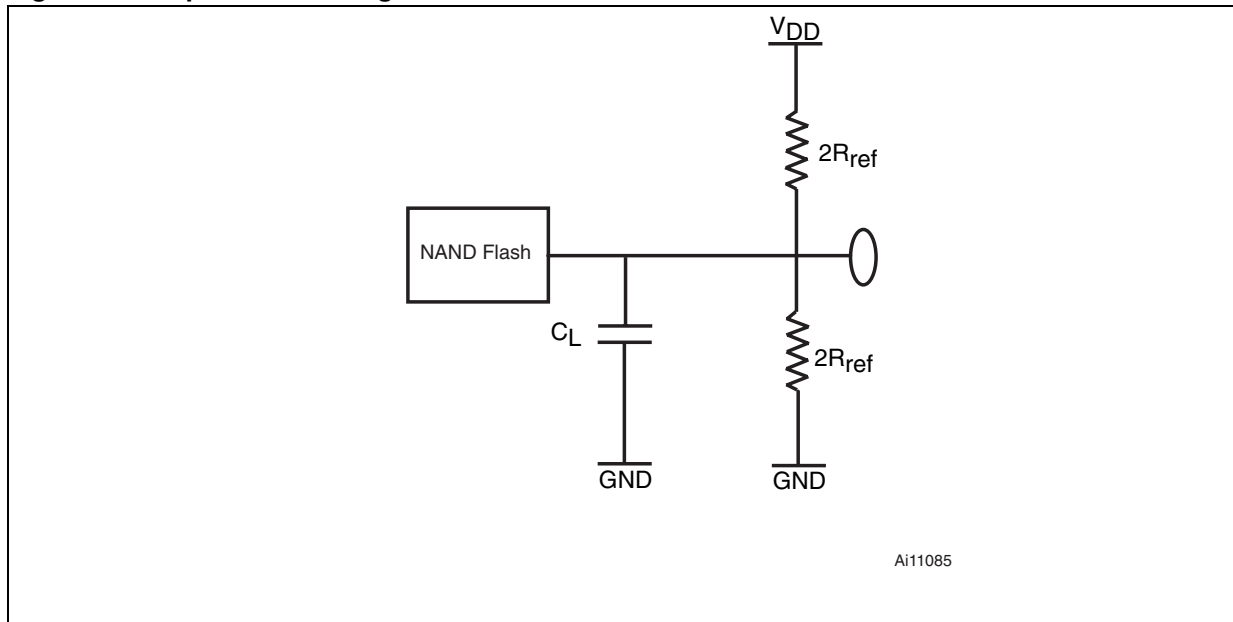 VDD
2Rref
NAND Flash
CL
2Rref
GND
GND
Ai11085